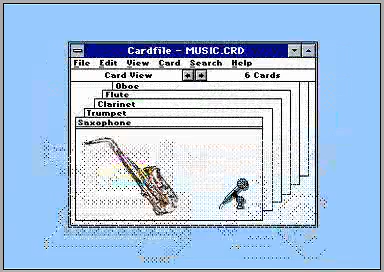 Cardfile - MUSIC.CRD
File Edit View Card Search Help
Card View 6 Cards
Oboe
Flute
Clarinet
Trumpet
Saxophone